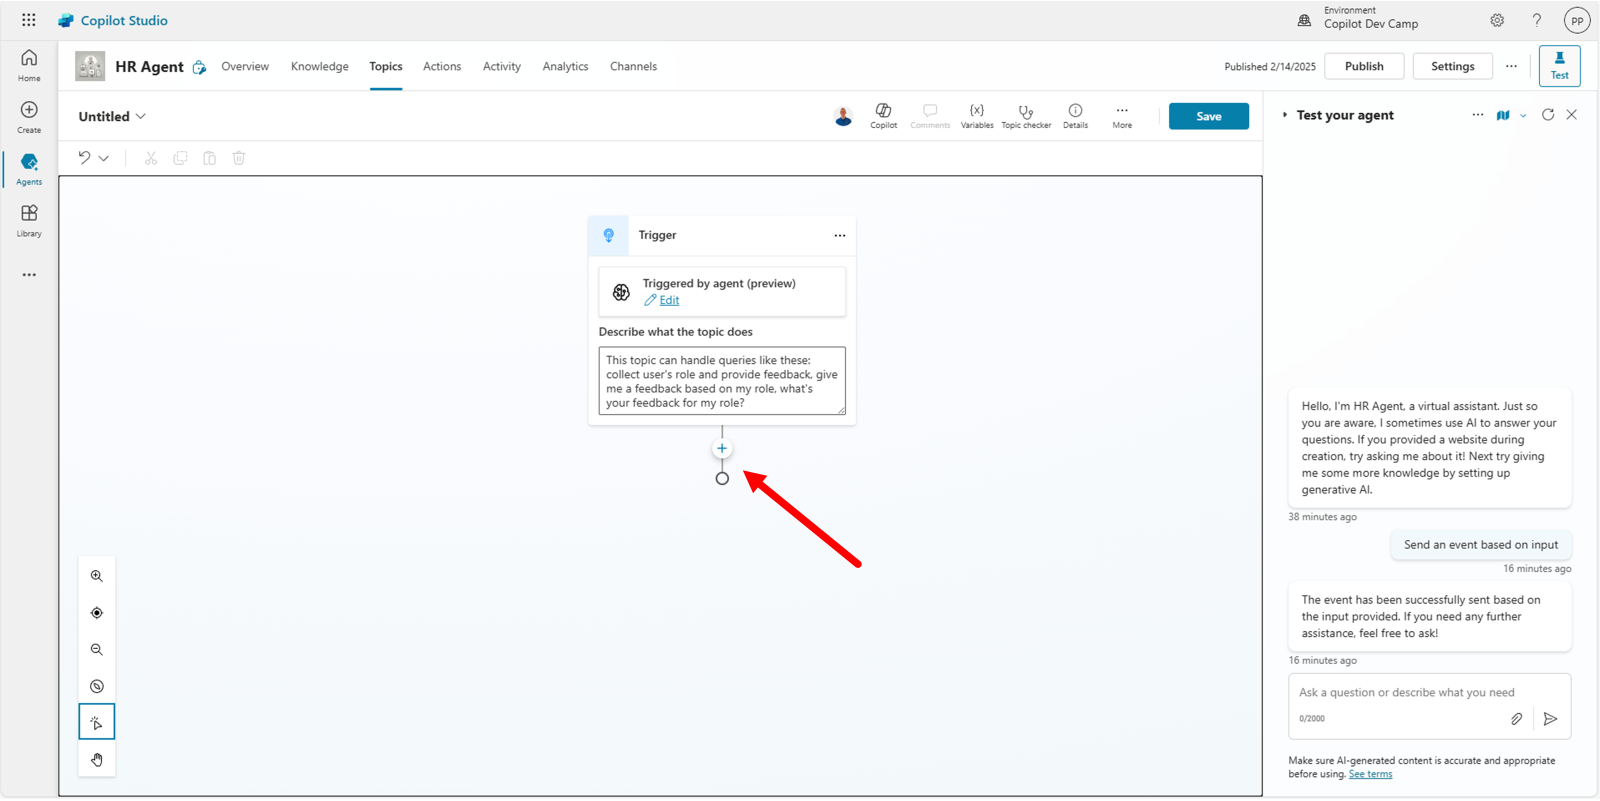 Copilot Studio
Environment
Copilot Dev Camp
?
PP
Home
Create
Agents
Library
HR Agent
Overview
Knowledge
Topics
Actions
Activity
Analytics
Channels
Published 2/14/2025
Publish
Settings
Test
Untitled
Copilot
Comments
{x}
Variables
Topic checker
Details
More
Save
Trigger
Triggered by agent (preview)
Edit
Describe what the topic does
This topic can handle queries like these:
collect user's role and provide feedback, give
me a feedback based on my role, what's
your feedback for my role?
Test your agent
Hello, I'm HR Agent, a virtual assistant. Just so
you are aware, I sometimes use AI to answer your
questions. If you provided a website during
creation, try asking me about it! Next try giving
me some more knowledge by setting up
generative AI.
38 minutes ago
Send an event based on input
16 minutes ago
The event has been successfully sent based on
the input provided. If you need any further
assistance, feel free to ask!
16 minutes ago
Ask a question or describe what you need
0/2000
Make sure AI-generated content is accurate and appropriate
before using. See terms